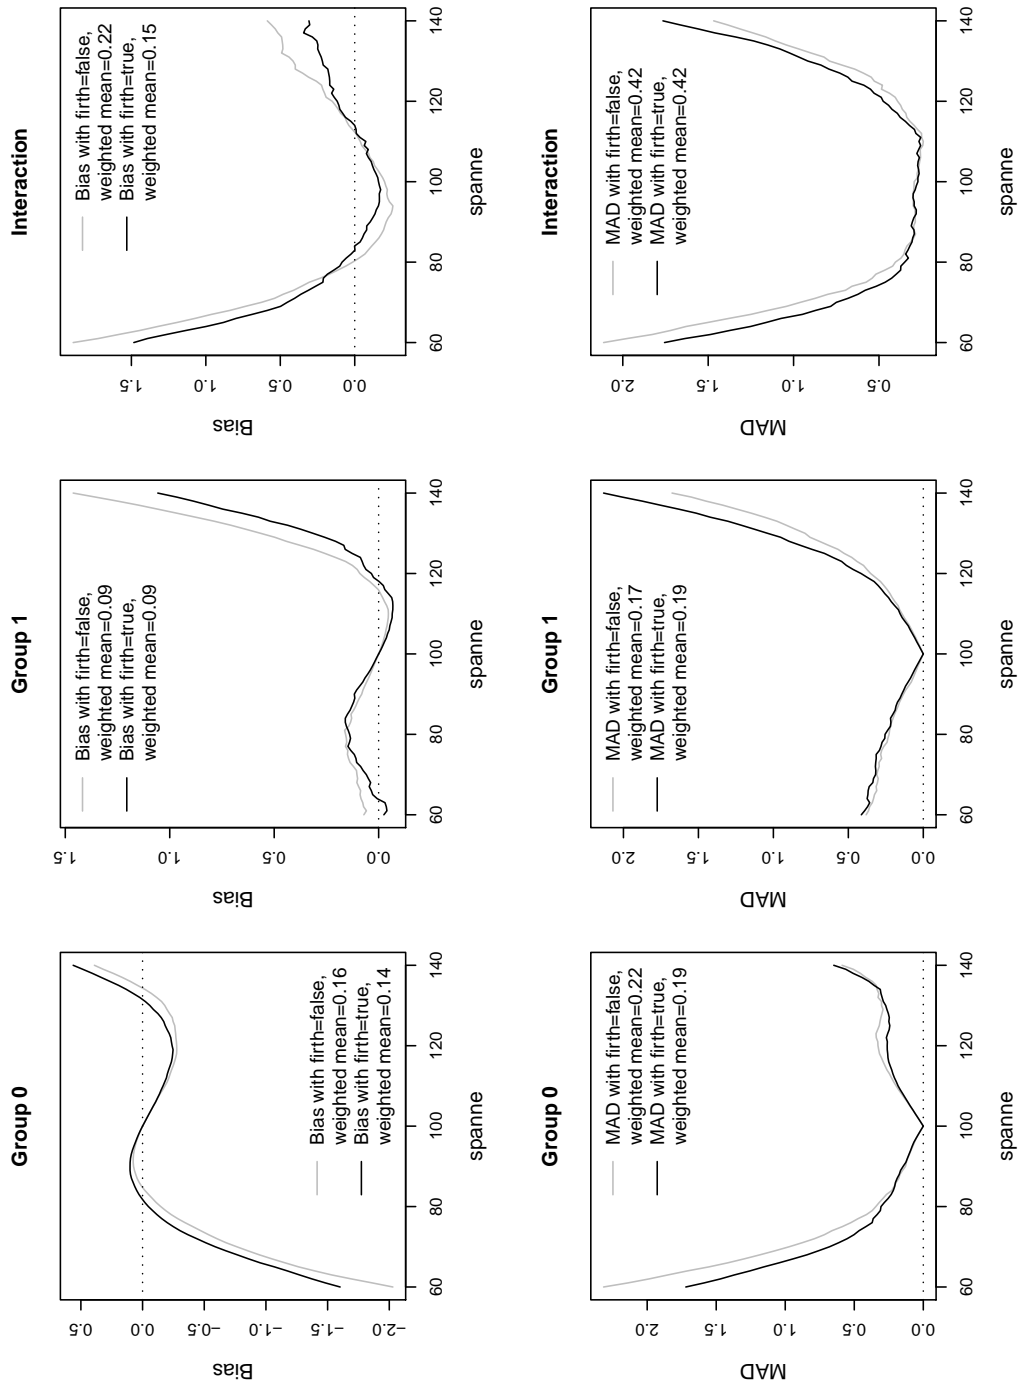 Group 0
Bias
0.5
0.0
−0.5
−1.0
−1.5
−2.0
60
80
100
120
140
spanne
Bias with firth=false,
weighted mean=0.16
Bias with firth=true,
weighted mean=0.14
Group 1
Bias
1.5
1.0
0.5
0.0
60
80
100
120
140
spanne
Bias with firth=false,
weighted mean=0.09
Bias with firth=true,
weighted mean=0.09
Interaction
Bias
1.5
1.0
0.5
0.0
60
80
100
120
140
spanne
Bias with firth=false,
weighted mean=0.22
Bias with firth=true,
weighted mean=0.15
Group 0
MAD
2.0
1.5
1.0
0.5
0.0
60
80
100
120
140
spanne
MAD with firth=false,
weighted mean=0.22
MAD with firth=true,
weighted mean=0.19
Group 1
MAD
2.0
1.5
1.0
0.5
0.0
60
80
100
120
140
spanne
MAD with firth=false,
weighted mean=0.17
MAD with firth=true,
weighted mean=0.19
Interaction
MAD
2.0
1.5
1.0
0.5
60
80
100
120
140
spanne
MAD with firth=false,
weighted mean=0.42
MAD with firth=true,
weighted mean=0.42